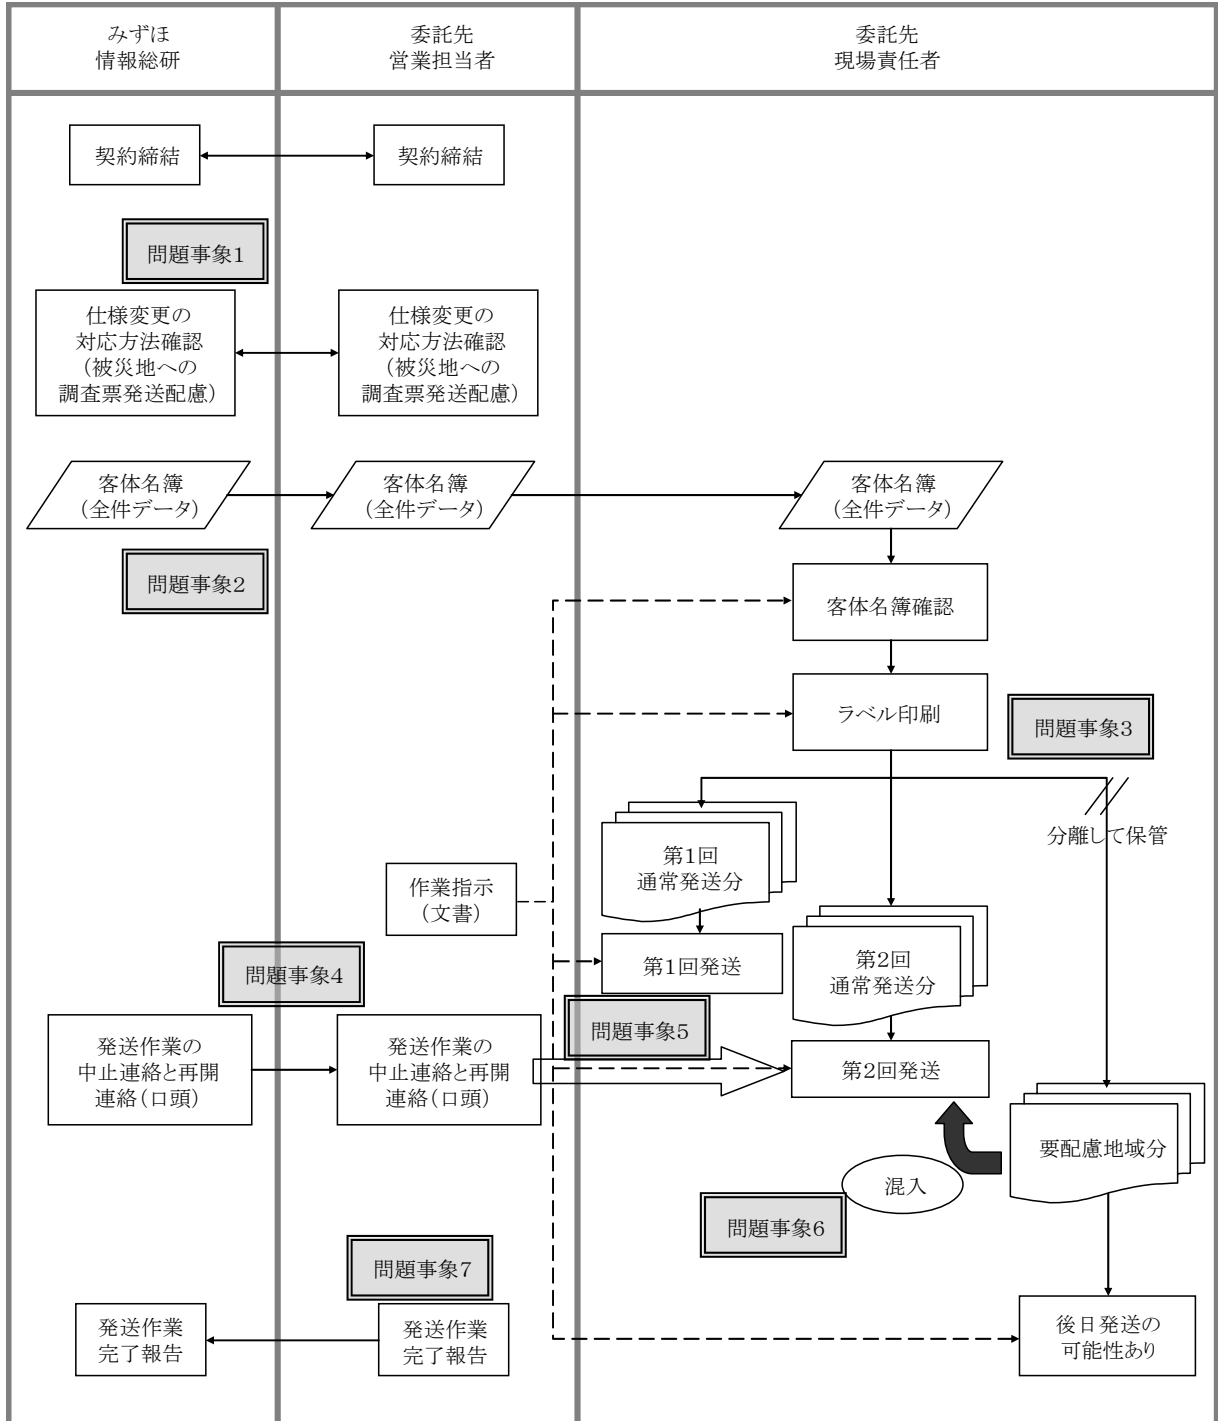 みずほ
情報総研
委託先
営業担当者
委託先
現場責任者
契約締結
契約締結
問題事象1
仕様変更の
対応方法確認
（被災地への
調査票発送配慮）
仕様変更の
対応方法確認
（被災地への
調査票発送配慮）
客体名簿
（全件データ）
客体名簿
（全件データ）
客体名簿
（全件データ）
問題事象2
客体名簿確認
ラベル印刷
問題事象3
分離して保管
第1回
通常発送分
作業指示
（文書）
第1回発送
第2回
通常発送分
問題事象4
問題事象5
発送作業の
中止連絡と再開
連絡（口頭）
発送作業の
中止連絡と再開
連絡（口頭）
第2回発送
要配慮地域分
混入
問題事象6
問題事象7
発送作業
完了報告
発送作業
完了報告
後日発送の
可能性あり